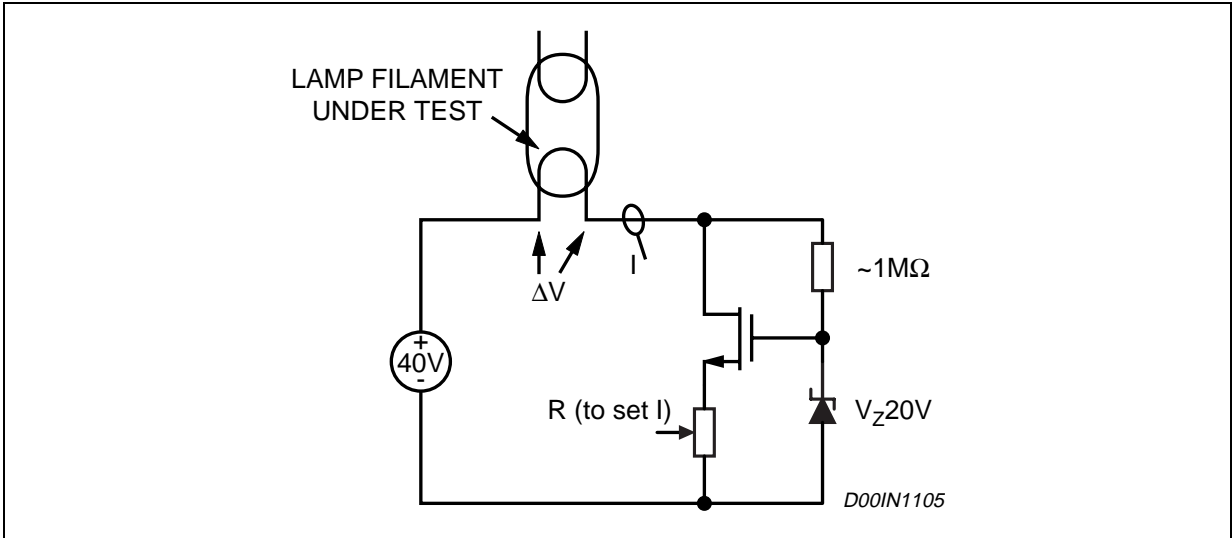 LAMP FILAMENT
UNDER TEST
I
~1MΩ
ΔV
+
40V
-
R (to set I)
VZ20V
D00IN1105